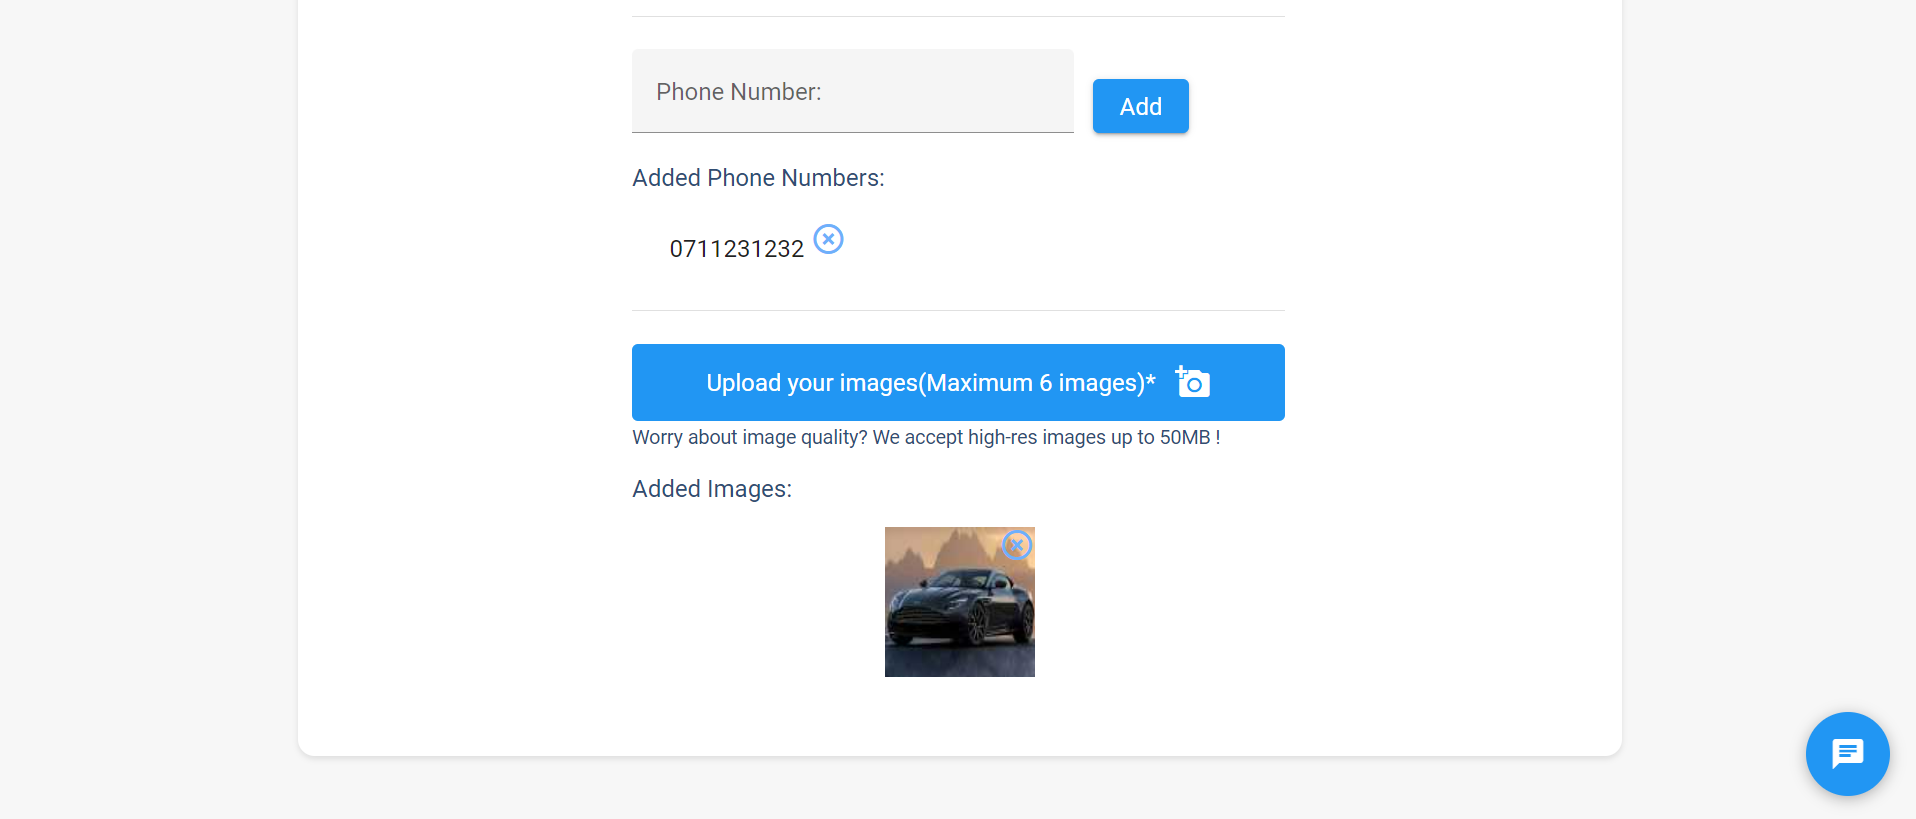 Phone Number:
Add
Added Phone Numbers:
0711231232
Upload your images(Maximum 6 images)*
Worry about image quality? We accept high-res images up to 50MB !
Added Images: